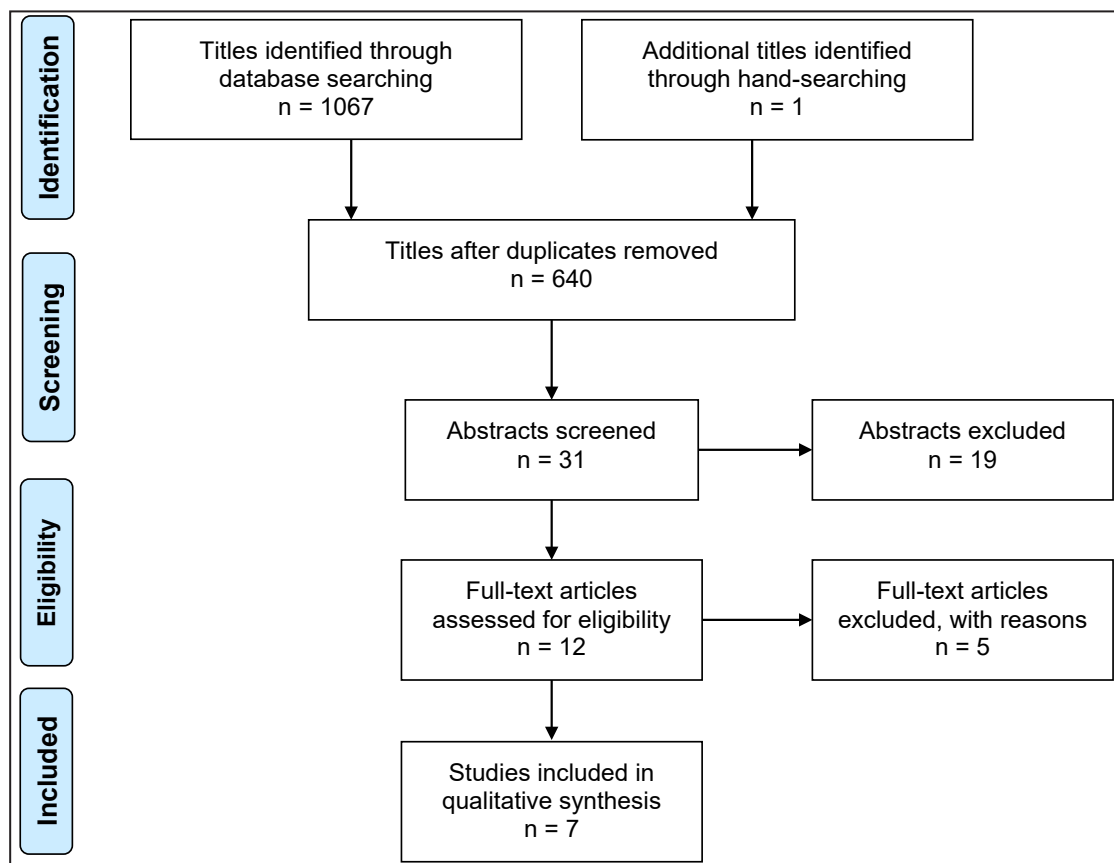 Identification
Titles identified through
database searching
n = 1067
Additional titles identified
through hand-searching
n = 1
Screening
Titles after duplicates removed
n = 640
Abstracts screened
n = 31
Abstracts excluded
n = 19
Eligibility
Full-text articles
assessed for eligibility
n = 12
Full-text articles
excluded, with reasons
n = 5
Included
Studies included in
qualitative synthesis
n = 7